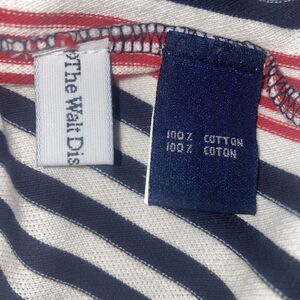 ©The Walt Dis
100% COTTON
100% COTON